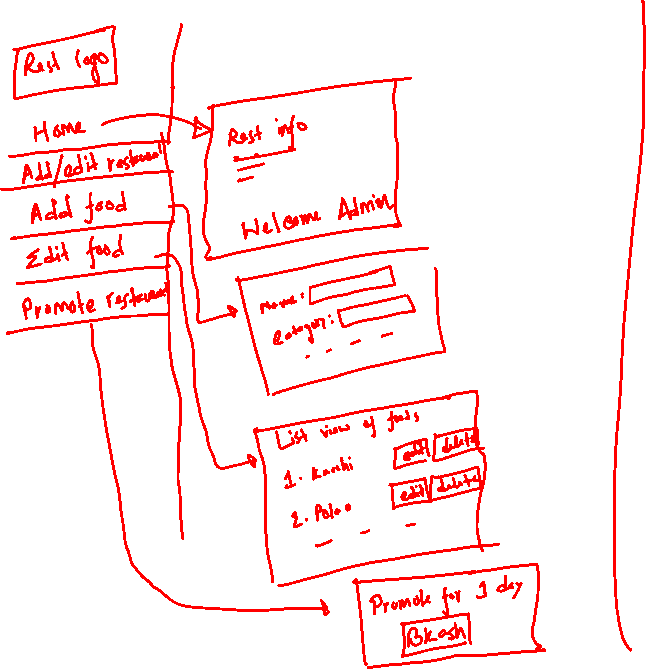 Rest logo
Home
Add/edit restaurant
Add food
Edit food
Promote restaurant
Rest info
Welcome Admin
Name:
Category:
List view of foods
1. Kacchi edit delete
2. Polao edit delete
Promote for 1 day
Bkash